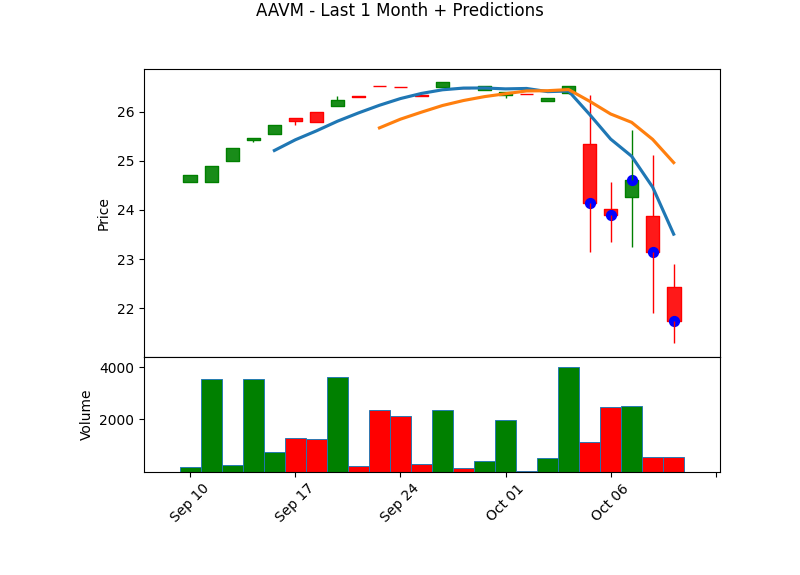 AAVM - Last 1 Month + Predictions
Price
26
25
24
23
22
Volume
4000
2000
Sep 10
Sep 17
Sep 24
Oct 01
Oct 06